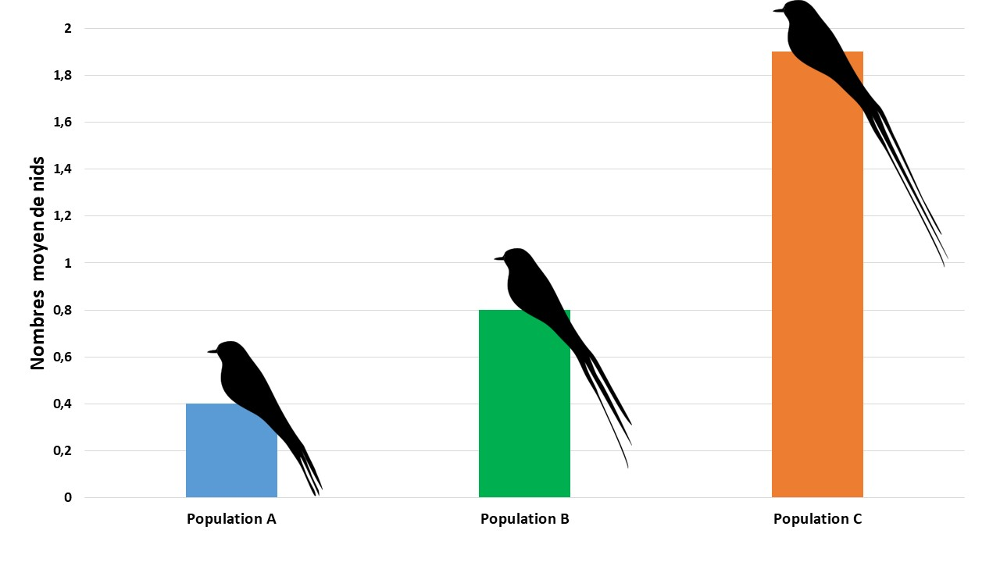 Nombres moyen de nids
2
1,8
1,6
1,4
1,2
1
0,8
0,6
0,4
0,2
0
Population A
Population B
Population C